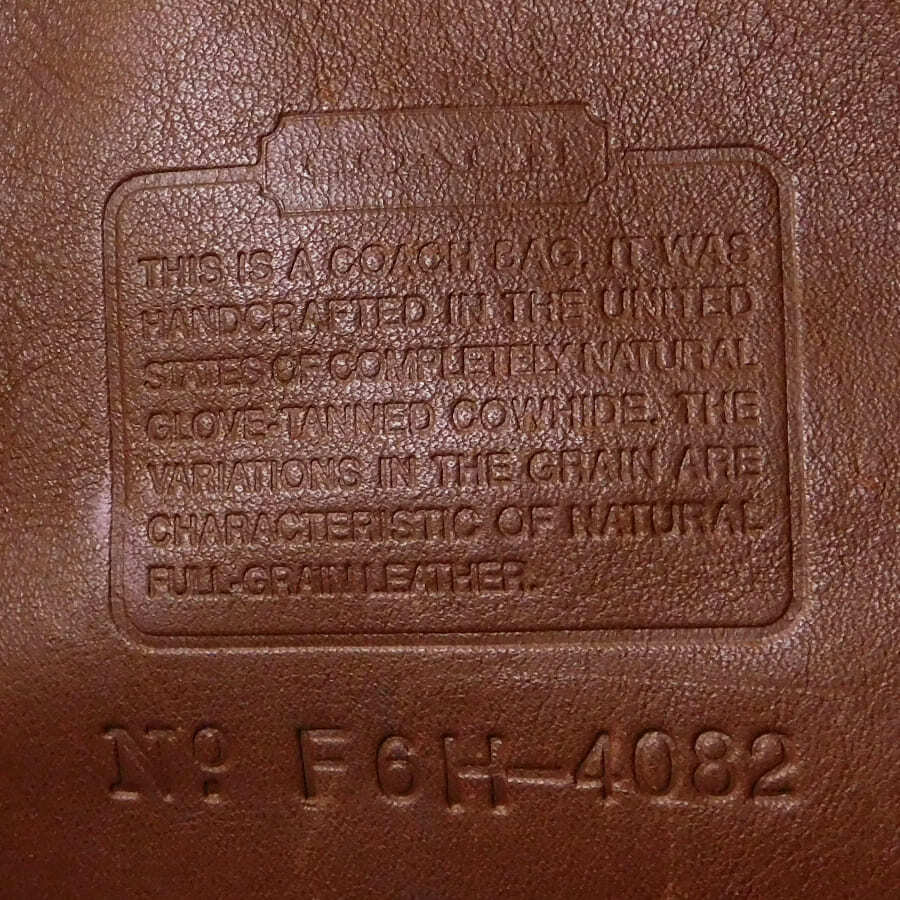 COACH
THIS IS A COACH BAG. IT WAS
HANDCRAFTED IN THE UNITED
STATES OF COMPLETELY NATURAL
GLOVE-TANNED COWHIDE. THE
VARIATIONS IN THE GRAIN ARE
CHARACTERISTIC OF NATURAL
FULL-GRAIN LEATHER.
No F6H-4082